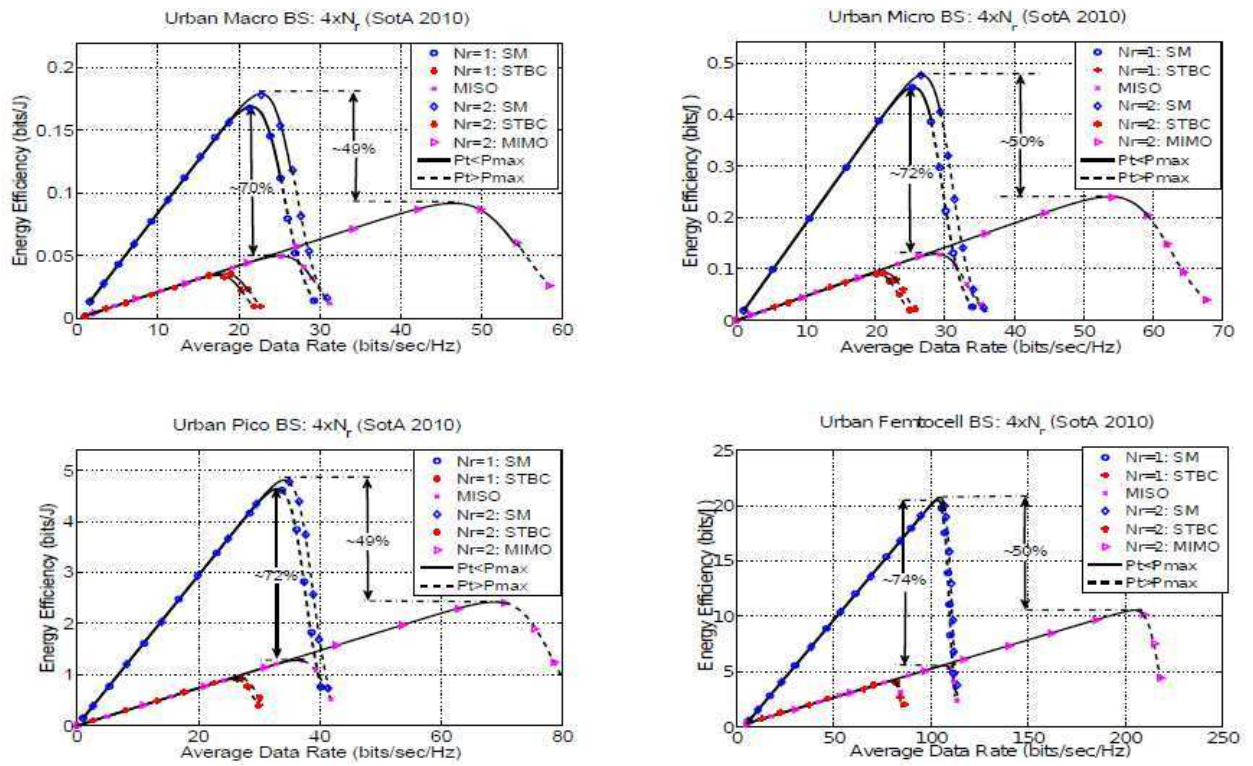 Urban Macro BS: 4xNr (SotA 2010)
Energy Efficiency (bits/J)
0.2
0.15
0.1
0.05
0
0 10 20 30 40 50 60
Average Data Rate (bits/sec/Hz)
Nr=1: SM
Nr=1: STBC
MISO
Nr=2: SM
Nr=2: STBC
Nr=2: MIMO
Pt<Pmax
Pt>Pmax
~49%
~70%
Urban Micro BS: 4xNr (SotA 2010)
Energy Efficiency (bits/J)
0.5
0.4
0.3
0.2
0.1
0
0 10 20 30 40 50 60 70
Average Data Rate (bits/sec/Hz)
Nr=1: SM
Nr=1: STBC
MISO
Nr=2: SM
Nr=2: STBC
Nr=2: MIMO
Pt<Pmax
Pt>Pmax
~50%
~72%
Urban Pico BS: 4xNr (SotA 2010)
Energy Efficiency (bits/J)
5
4
3
2
1
0
0 20 40 60 80
Average Data Rate (bits/sec/Hz)
Nr=1: SM
Nr=1: STBC
MISO
Nr=2: SM
Nr=2: STBC
Nr=2: MIMO
Pt<Pmax
Pt>Pmax
~49%
~72%
Urban Femtocell BS: 4xNr (SotA 2010)
Energy Efficiency (bits/J)
25
20
15
10
5
0
0 50 100 150 200 250
Average Data Rate (bits/sec/Hz)
Nr=1: SM
Nr=1: STBC
MISO
Nr=2: SM
Nr=2: STBC
Nr=2: MIMO
Pt<Pmax
Pt>Pmax
~50%
~74%